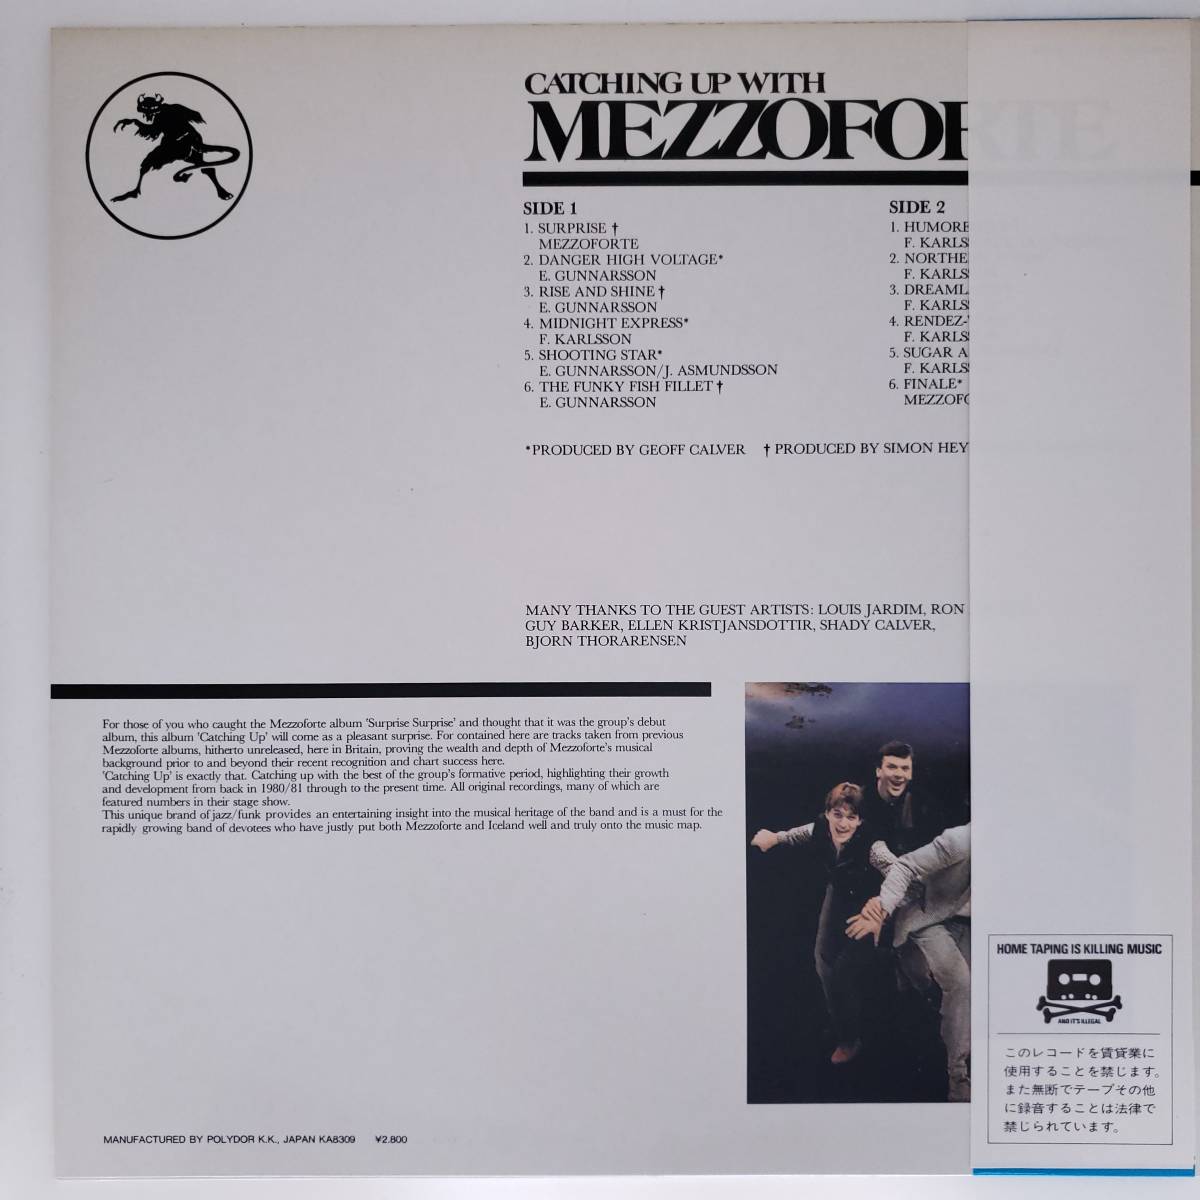 CATCHING UP WITH
MEZZOFORTE
SIDE 1
1. SURPRISE †
MEZZOFORTE
2. DANGER HIGH VOLTAGE*
E. GUNNARSSON
3. RISE AND SHINE †
E. GUNNARSSON
4. MIDNIGHT EXPRESS*
F. KARLSSON
5. SHOOTING STAR*
E. GUNNARSSON/J. ASMUNDSSON
6. THE FUNKY FISH FILLET †
E. GUNNARSSON
SIDE 2
1. HUMORE
F. KARLS
2. NORTHE
F. KARLS
3. DREAML
F. KARLS
4. RENDEZ-
F. KARLS
5. SUGAR A
F. KARLS
6. FINALE*
MEZZOFO
*PRODUCED BY GEOFF CALVER † PRODUCED BY SIMON HEY
MANY THANKS TO THE GUEST ARTISTS: LOUIS JARDIM, RON
GUY BARKER, ELLEN KRISTJANSDOTTIR, SHADY CALVER,
BJORN THORARENSEN
For those of you who caught the Mezzoforte album 'Surprise Surprise' and thought that it was the group's debut
album, this album 'Catching Up' will come as a pleasant surprise. For contained here are tracks taken from previous
Mezzoforte albums, hitherto unreleased, here in Britain, proving the wealth and depth of Mezzoforte's musical
background prior to and beyond their recent recognition and chart success here.
'Catching Up' is exactly that. Catching up with the best of the group's formative period, highlighting their growth
and development from back in 1980/81 through to the present time. All original recordings, many of which are
featured numbers in their stage show.
This unique brand of jazz/funk provides an entertaining insight into the musical heritage of the band and is a must for the
rapidly growing band of devotees who have justly put both Mezzoforte and Iceland well and truly onto the music map.
MANUFACTURED BY POLYDOR K.K., JAPAN KA8309 ¥2.800
HOME TAPING IS KILLING MUSIC
AND IT'S ILLEGAL
このレコードを賃貸業に
使用することを禁じます。
また無断でテープその他
に録音することは法律で
禁じられています。